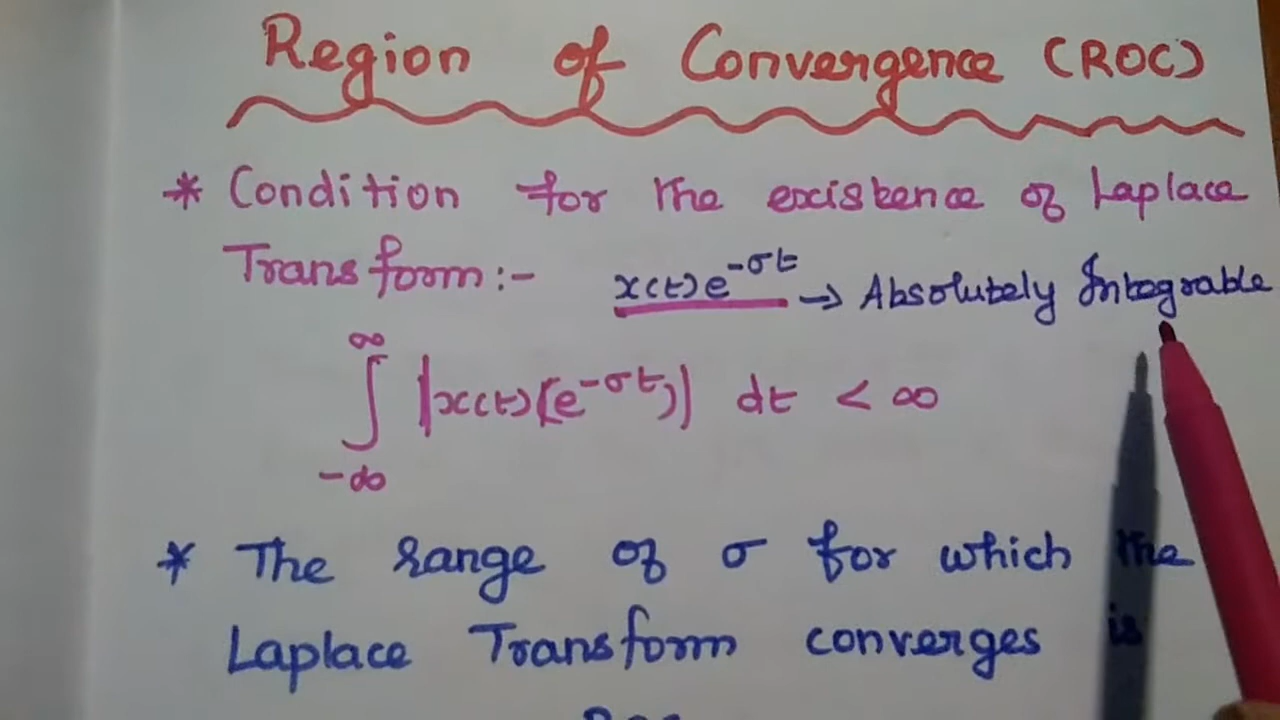 Region of Convergence (ROC)
* Condition for the existence of Laplace
Transform:- x(t)e^-σt → Absolutely Integrable
∫_-∞^∞ |x(t)(e^-σt)| dt < ∞
* The range of σ for which the
Laplace Transform converges is